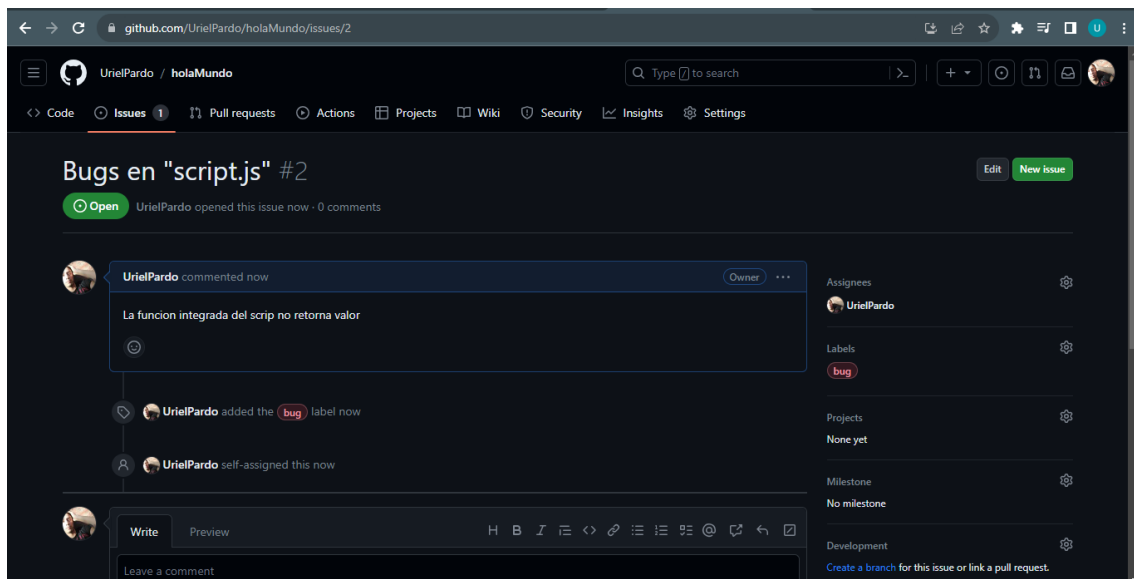 github.com/UrielPardo/holaMundo/issues/2
U
UrielPardo / holaMundo
Type / to search
Code Issues 1 Pull requests Actions Projects Wiki Security Insights Settings
Bugs en "script.js" #2
Edit New issue
Open UrielPardo opened this issue now · 0 comments
UrielPardo commented now Owner
La funcion integrada del scrip no retorna valor
UrielPardo added the bug label now
UrielPardo self-assigned this now
Write Preview
H B I @
Leave a comment
Assignees
UrielPardo
Labels
bug
Projects
None yet
Milestone
No milestone
Development
Create a branch for this issue or link a pull request.